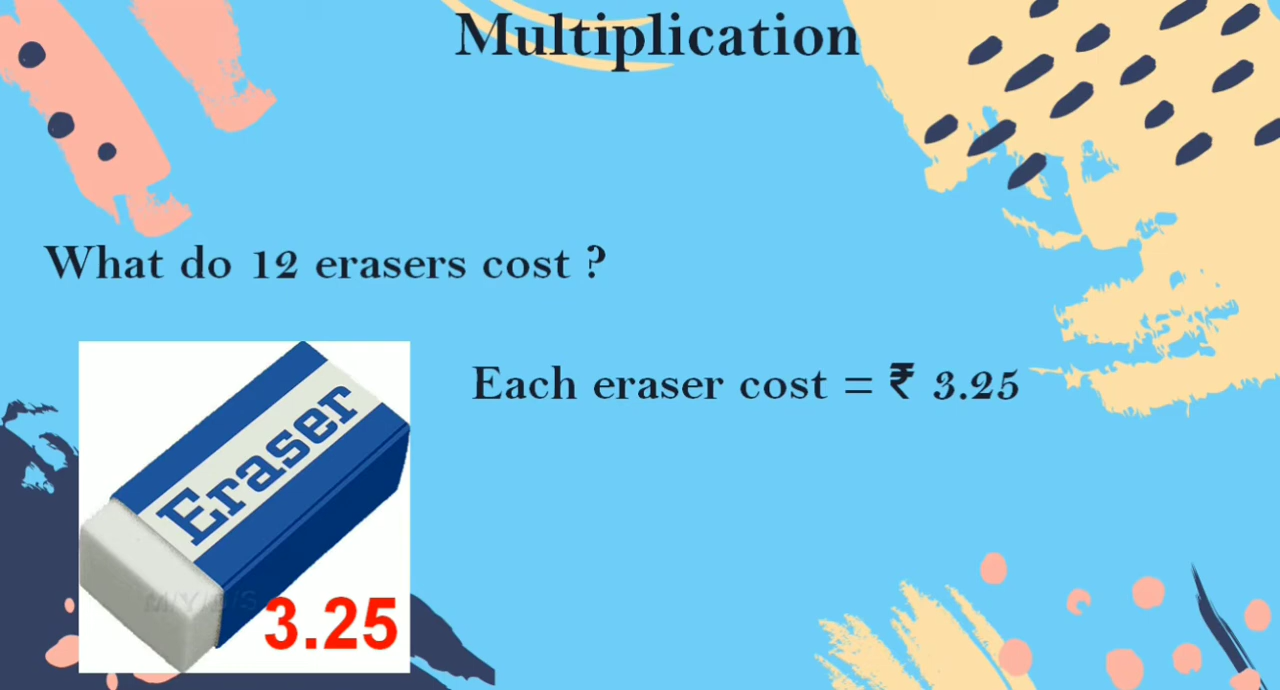 Multiplication
What do 12 erasers cost ?
Each eraser cost = ₹ 3.25
Eraser
3.25